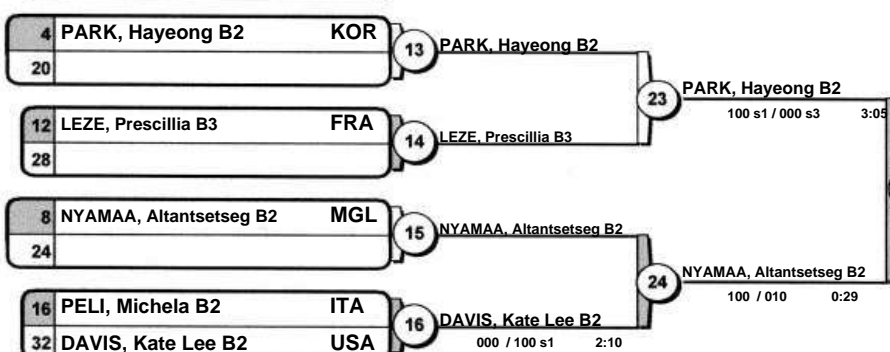 4 PARK, Hayeong B2 KOR
20
13
PARK, Hayeong B2
12 LEZE, Prescillia B3 FRA
28
14
LEZE, Prescillia B3
23
PARK, Hayeong B2
100 s1 / 000 s3 3:05
8 NYAMAA, Altantsetseg B2 MGL
24
15
NYAMAA, Altantsetseg B2
16 PELI, Michela B2 ITA
32 DAVIS, Kate Lee B2 USA
16
DAVIS, Kate Lee B2
000 / 100 s1 2:10
24
NYAMAA, Altantsetseg B2
100 / 010 0:29